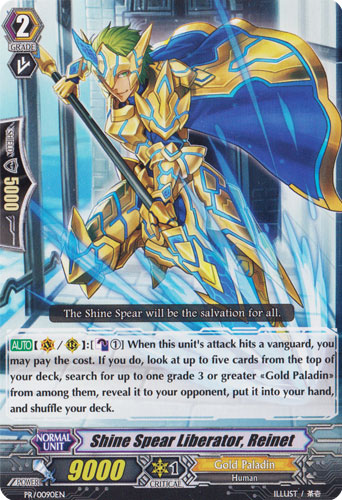 2
GRADE
SHIELD
5000
The Shine Spear will be the salvation for all.
AUTO [ / ]:[ ①] When this unit's attack hits a vanguard, you
may pay the cost. If you do, look at up to five cards from the top of
your deck, search for up to one grade 3 or greater «Gold Paladin»
from among them, reveal it to your opponent, put it into your hand,
and shuffle your deck.
NORMAL
UNIT
Shine Spear Liberator, Reinet
POWER
9000
1
CRITICAL
Gold Paladin
Human
PR/0090EN
ILLUST / 茶壱